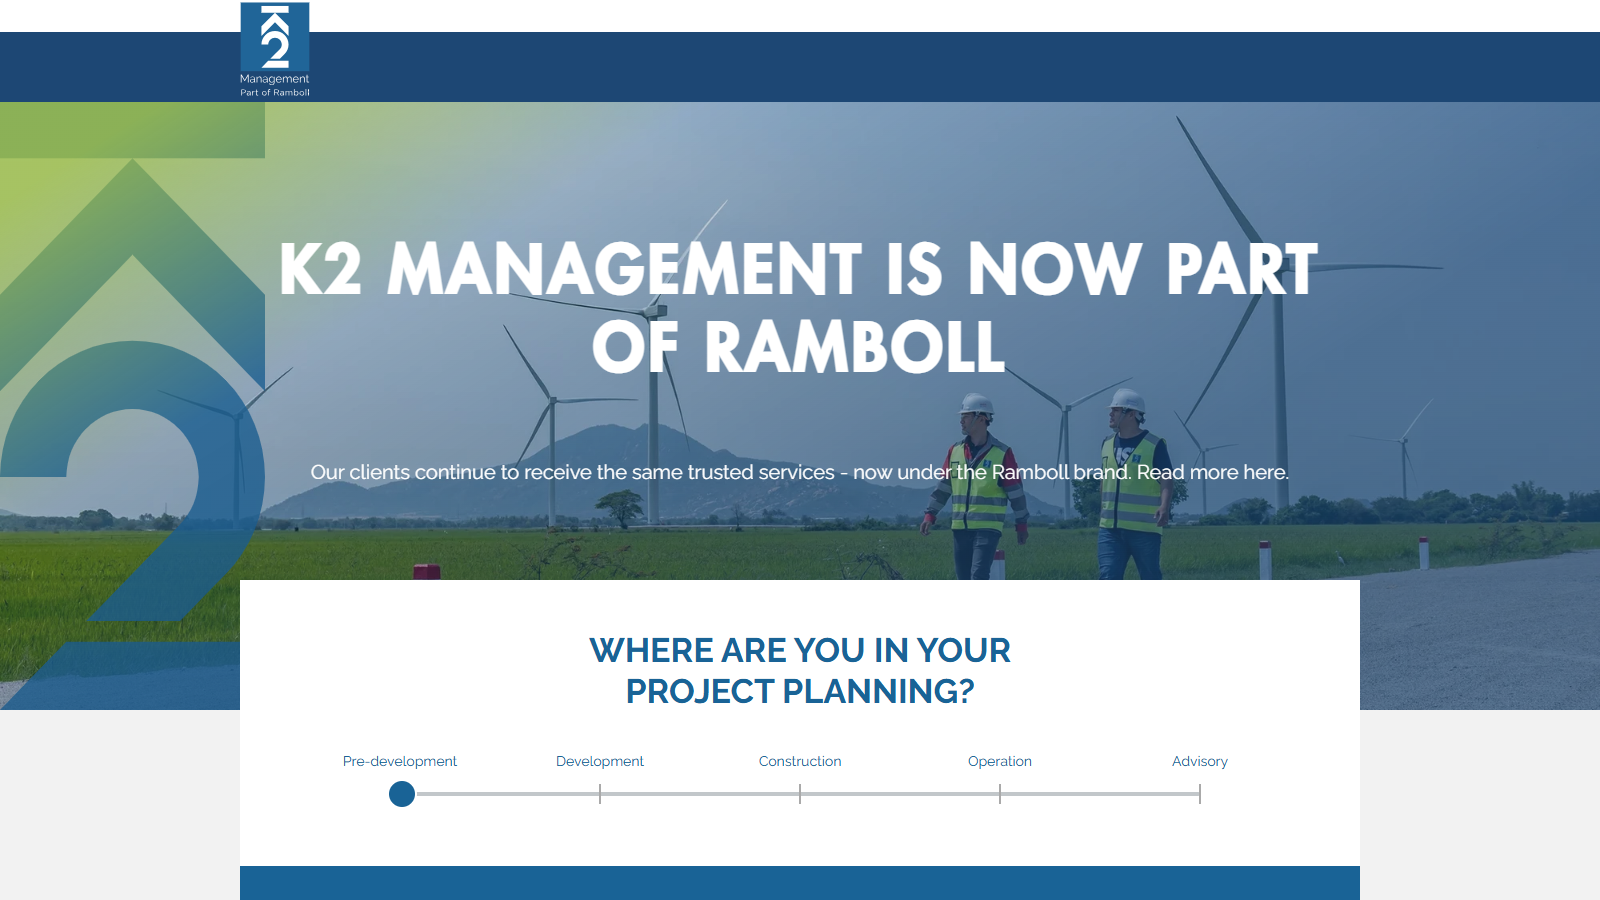 K2
Management
Part of Ramboll
K2 MANAGEMENT IS NOW PART
OF RAMBOLL
Our clients continue to receive the same trusted services - now under the Ramboll brand. Read more here.
WHERE ARE YOU IN YOUR
PROJECT PLANNING?
Pre-development
Development
Construction
Operation
Advisory